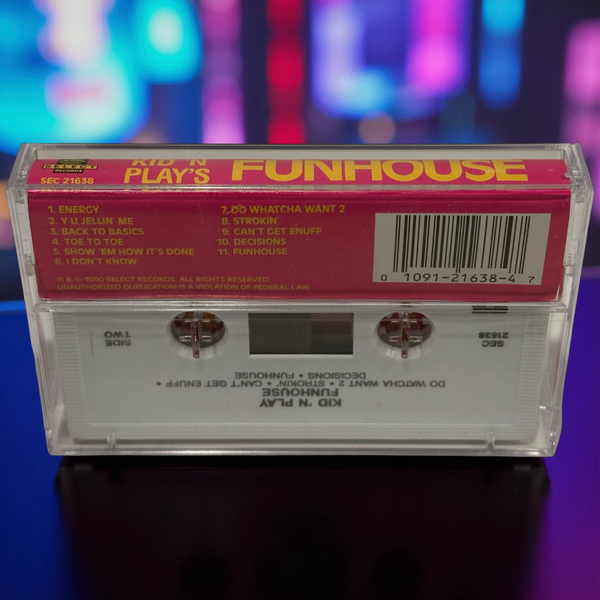 SELECT
RECORDS
SEC 21638
KID 'N
PLAY'S
FUNHOUSE
1. ENERGY
2. Y U JELLIN' ME
3. BACK TO BASICS
4. TOE TO TOE
5. SHOW 'EM HOW IT'S DONE
6. I DON'T KNOW
7. DO WHATCHA WANT 2
8. STROKIN'
9. CAN'T GET ENUFF
10. DECISIONS
11. FUNHOUSE
0 1091-21638-4 7
℗ & © 1990 SELECT RECORDS. ALL RIGHTS RESERVED.
UNAUTHORIZED DUPLICATION IS A VIOLATION OF FEDERAL LAW.
SIDE
TWO
SEC
21638
KID 'N PLAY
FUNHOUSE
DO WATCHA WANT 2 • STROKIN' • CAN'T GET ENUFF •
DECISIONS • FUNHOUSE